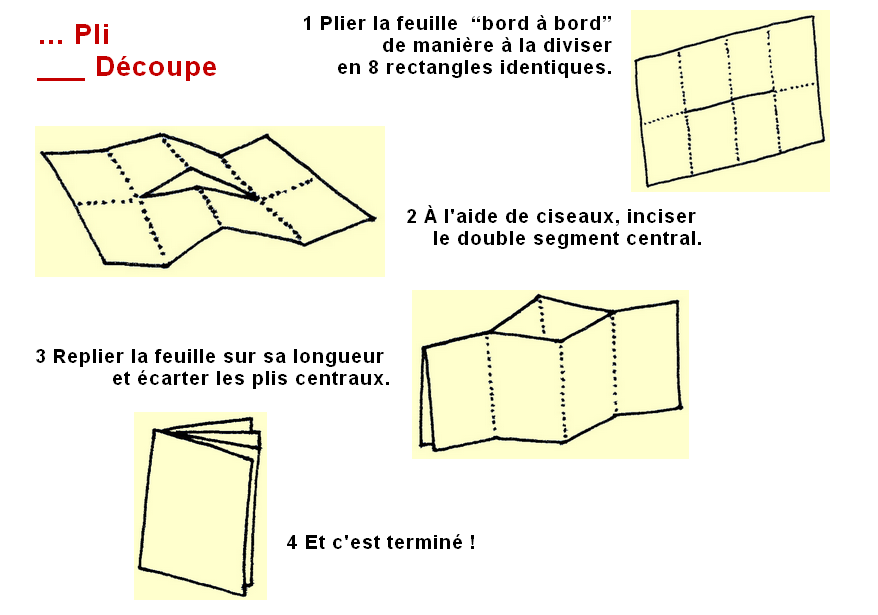 ... Pli
___ Découpe
1 Plier la feuille “bord à bord”
de manière à la diviser
en 8 rectangles identiques.
2 À l'aide de ciseaux, inciser
le double segment central.
3 Replier la feuille sur sa longueur
et écarter les plis centraux.
4 Et c'est terminé !